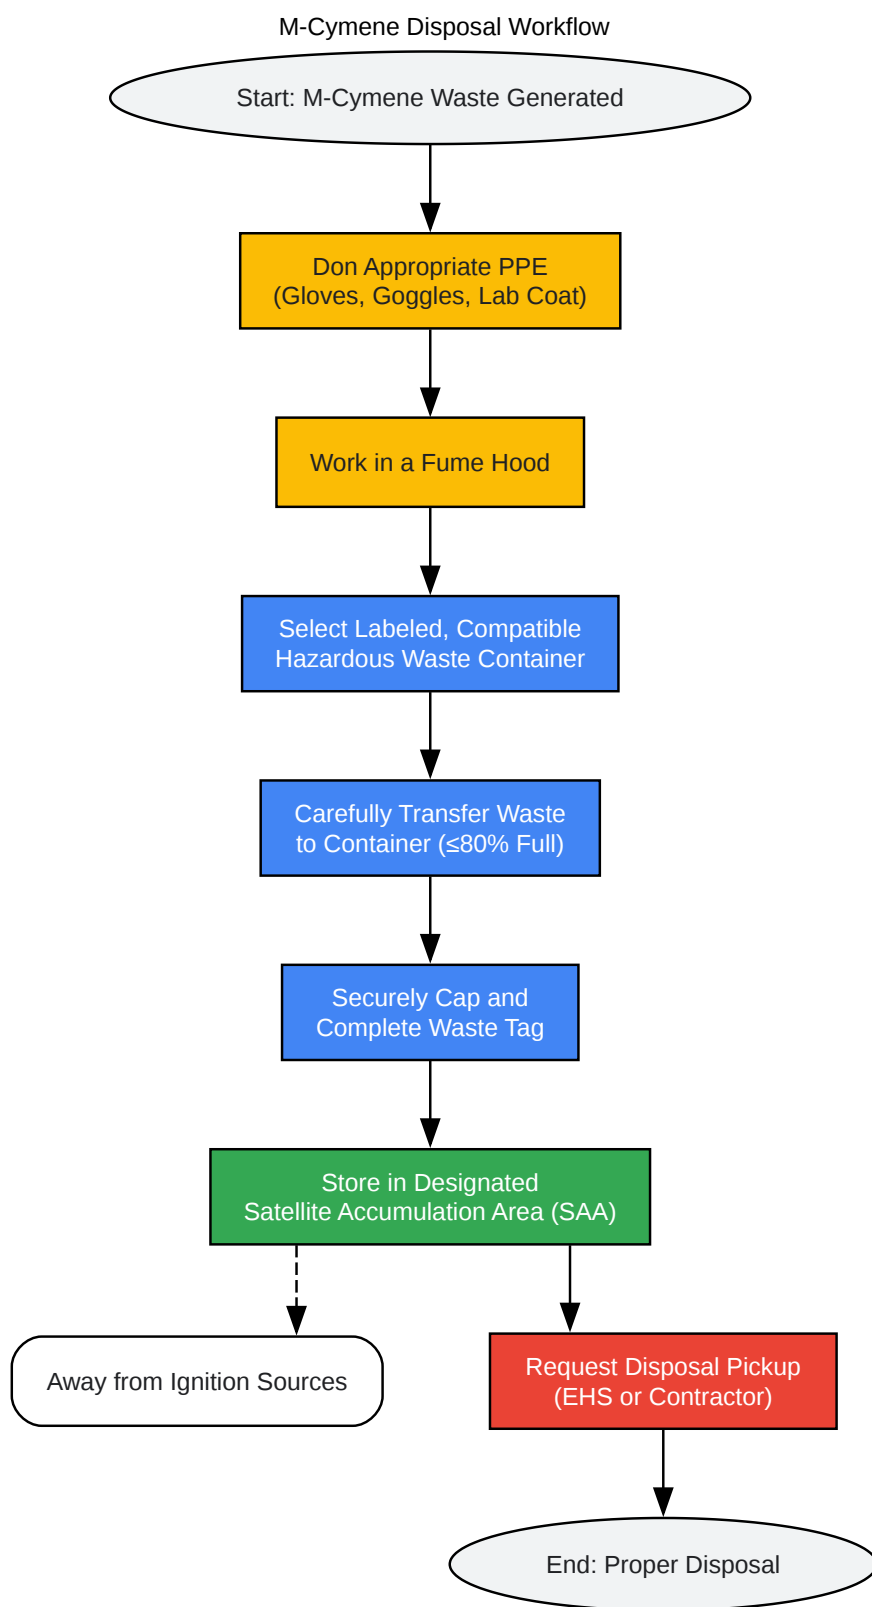 M-Cymene Disposal Workflow
Start: M-Cymene Waste Generated
Don Appropriate PPE
(Gloves, Goggles, Lab Coat)
Work in a Fume Hood
Select Labeled, Compatible
Hazardous Waste Container
Carefully Transfer Waste
to Container (≤80% Full)
Securely Cap and
Complete Waste Tag
Store in Designated
Satellite Accumulation Area (SAA)
Away from Ignition Sources
Request Disposal Pickup
(EHS or Contractor)
End: Proper Disposal